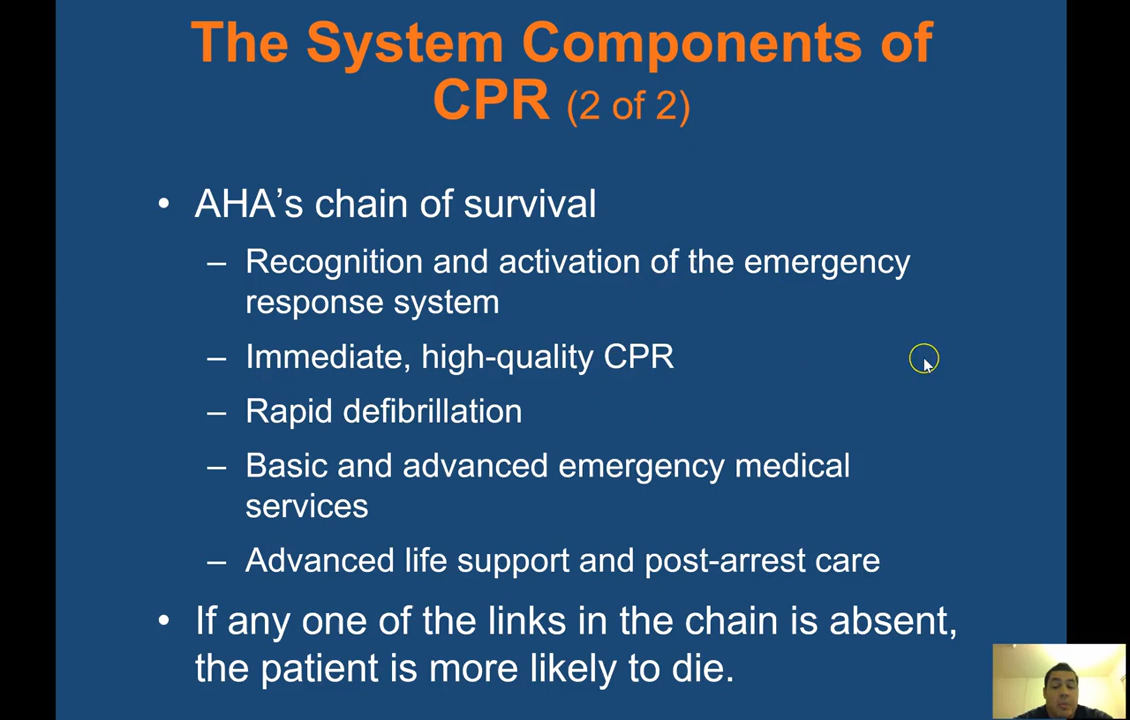 The System Components of
CPR (2 of 2)
• AHA’s chain of survival
– Recognition and activation of the emergency
response system
– Immediate, high-quality CPR
– Rapid defibrillation
– Basic and advanced emergency medical
services
– Advanced life support and post-arrest care
• If any one of the links in the chain is absent,
the patient is more likely to die.